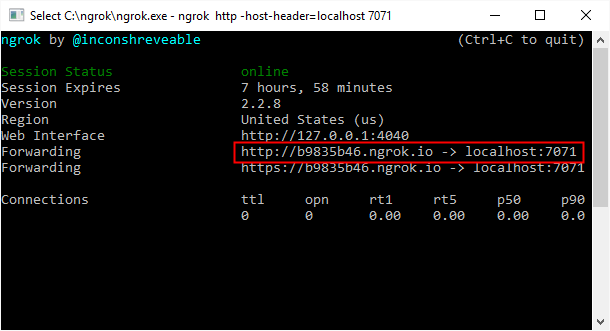 Select C:\ngrok\ngrok.exe - ngrok  http -host-header=localhost 7071
ngrok by @inconshreveable (Ctrl+C to quit)
Session Status online
Session Expires 7 hours, 58 minutes
Version 2.2.8
Region United States (us)
Web Interface http://127.0.0.1:4040
Forwarding http://b9835b46.ngrok.io -> localhost:7071
Forwarding https://b9835b46.ngrok.io -> localhost:7071
Connections ttl opn rt1 rt5 p50 p90
0 0 0.00 0.00 0.00 0.0